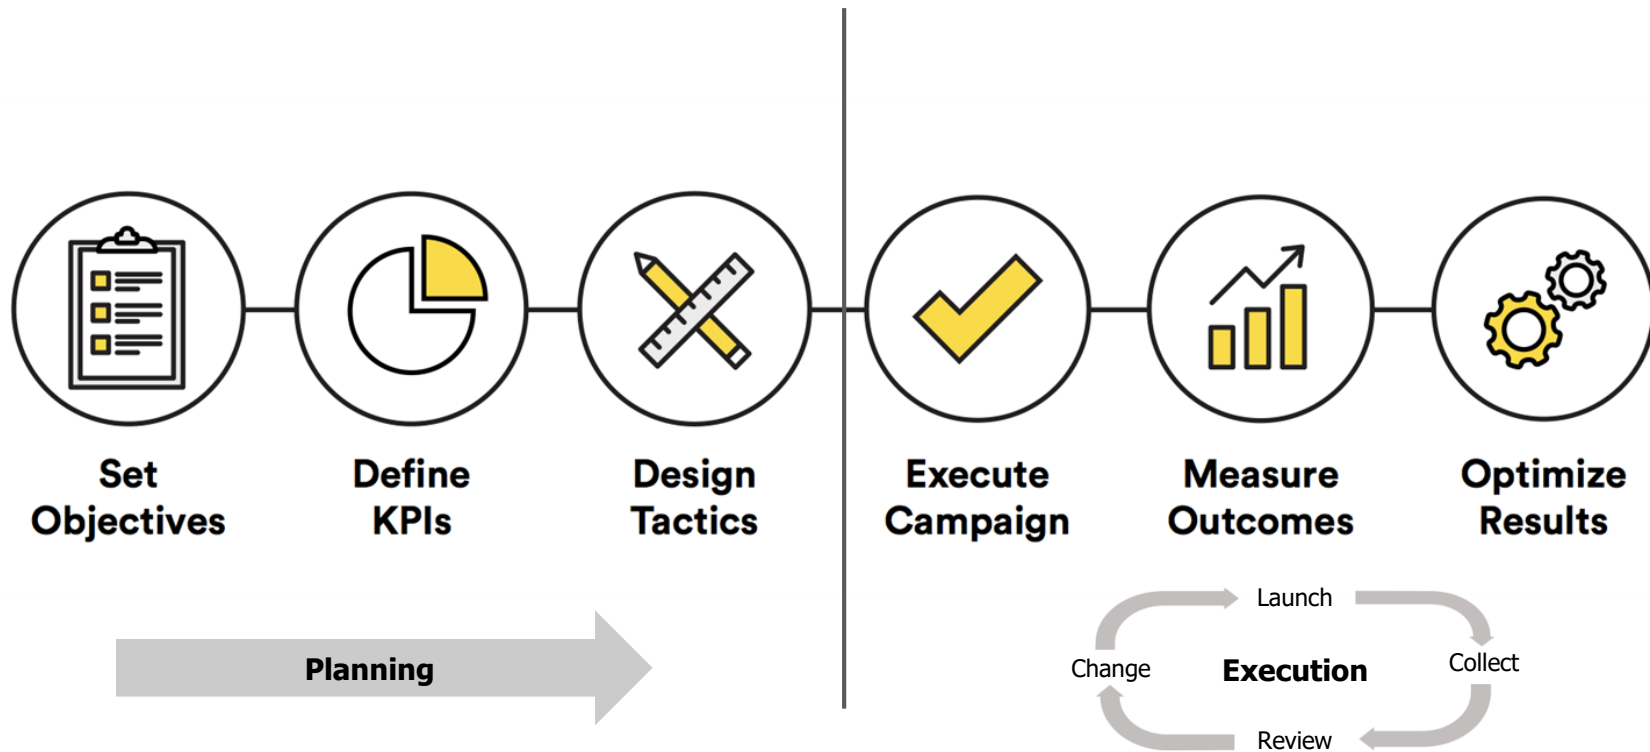 Set
Objectives
Define
KPIs
Design
Tactics
Execute
Campaign
Measure
Outcomes
Optimize
Results
Planning
Launch
Change
Execution
Collect
Review